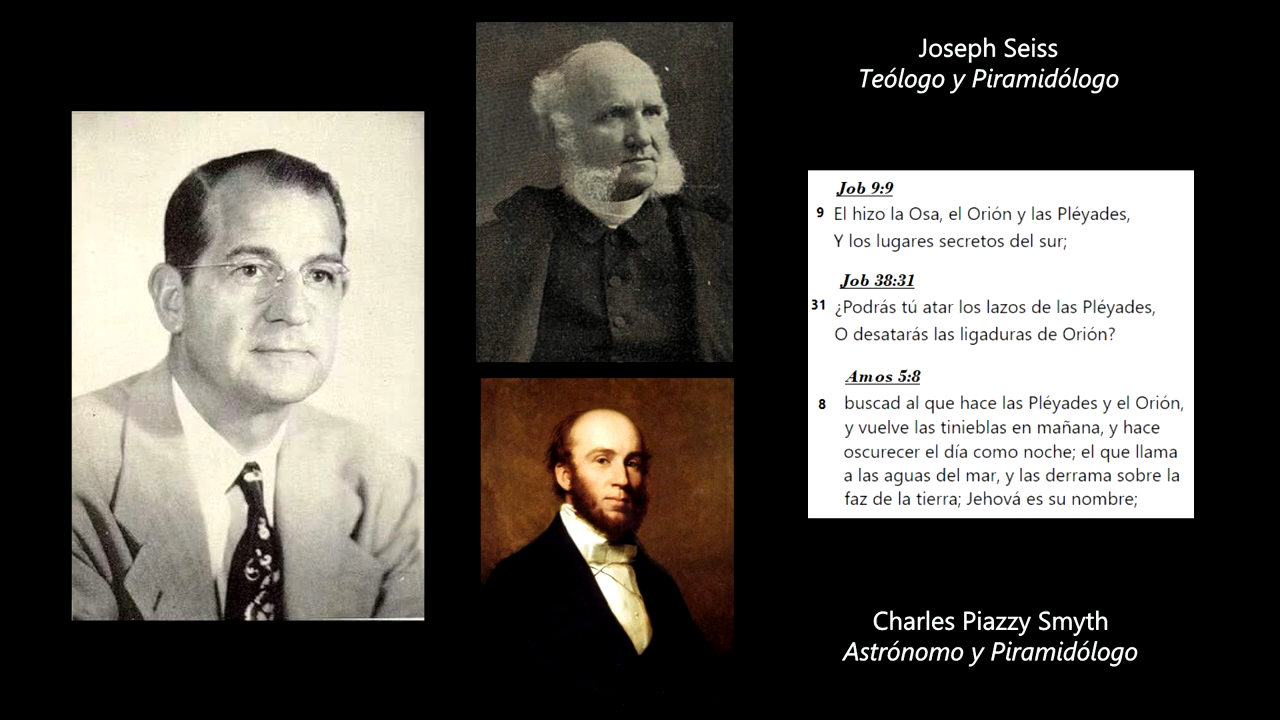 Joseph Seiss
Teólogo y Piramidólogo
Job 9:9
9 El hizo la Osa, el Orión y las Pléyades,
Y los lugares secretos del sur;
Job 38:31
31 ¿Podrás tú atar los lazos de las Pléyades,
O desatarás las ligaduras de Orión?
Amos 5:8
8 buscad al que hace las Pléyades y el Orión,
y vuelve las tinieblas en mañana, y hace
oscurecer el día como noche; el que llama
a las aguas del mar, y las derrama sobre la
faz de la tierra; Jehová es su nombre;
Charles Piazzy Smyth
Astrónomo y Piramidólogo